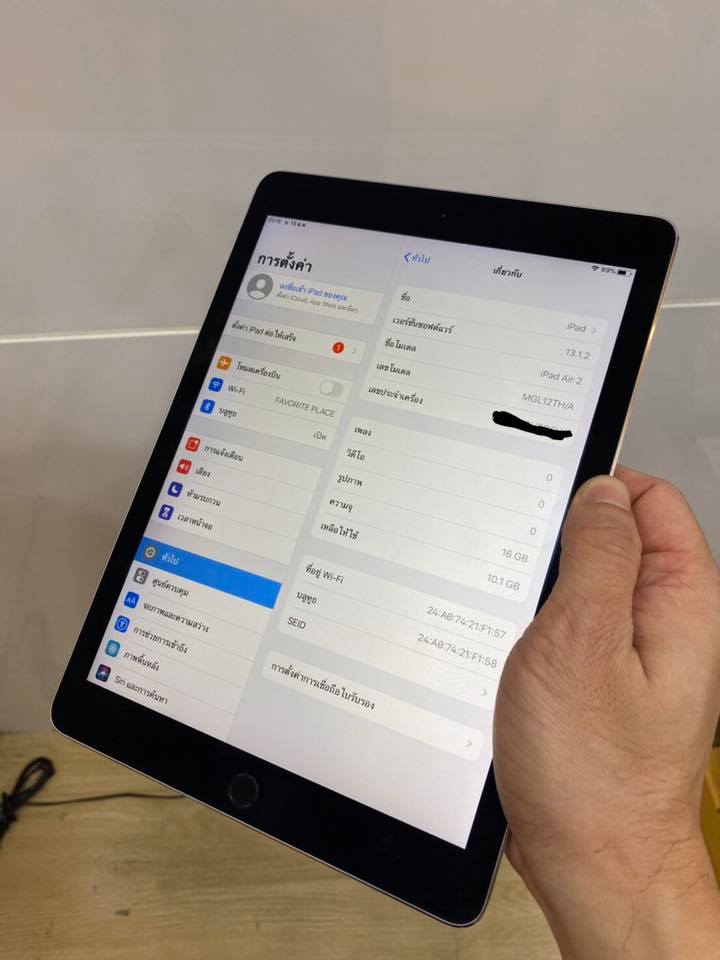 21:15 อ. 15 ต.ค.
69%
การตั้งค่า
ลงชื่อเข้า iPad ของคุณ
ตั้งค่า iCloud, App Store และอื่นๆ
ตั้งค่า iPad ต่อให้เสร็จ
1
โหมดเครื่องบิน
Wi-Fi FAVORITE PLACE
บลูทูธ เปิด
การแจ้งเตือน
เสียง
ห้ามรบกวน
เวลาหน้าจอ
ทั่วไป
ศูนย์ควบคุม
AA จอภาพและความสว่าง
การช่วยการเข้าถึง
ภาพพื้นหลัง
Siri และการค้นหา
ทั่วไป
เกี่ยวกับ
ชื่อ iPad
เวอร์ชั่นซอฟต์แวร์ 13.1.2
ชื่อโมเดล iPad Air 2
เลขโมเดล MGL12TH/A
เลขประจำเครื่อง
เพลง 0
วิดีโอ 0
รูปภาพ 0
ความจุ 16 GB
เหลือให้ใช้ 10.1 GB
ที่อยู่ Wi-Fi 24:A0:74:21:F1:57
บลูทูธ 24:A0:74:21:F1:58
SEID
การตั้งค่าการเชื่อถือใบรับรอง